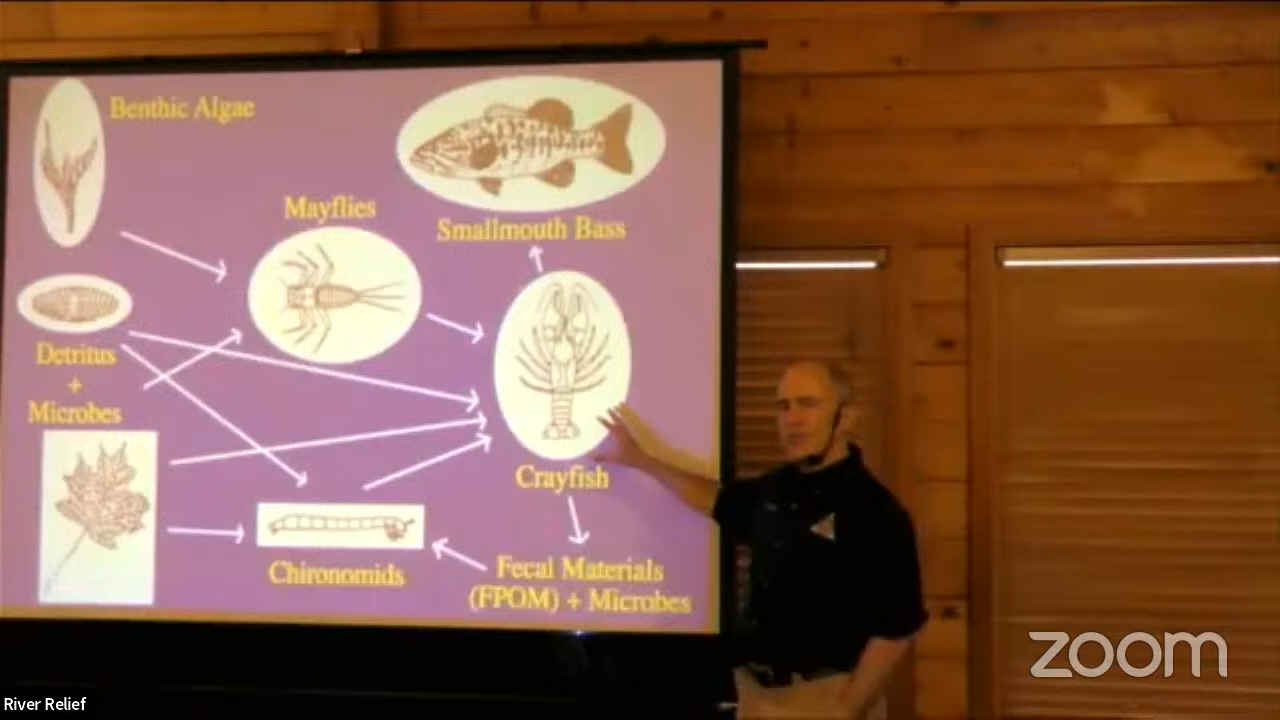 Benthic Algae
Mayflies
Smallmouth Bass
Detritus
+
Microbes
Crayfish
Chironomids
Fecal Materials
(FPOM) + Microbes
zoom
River Relief